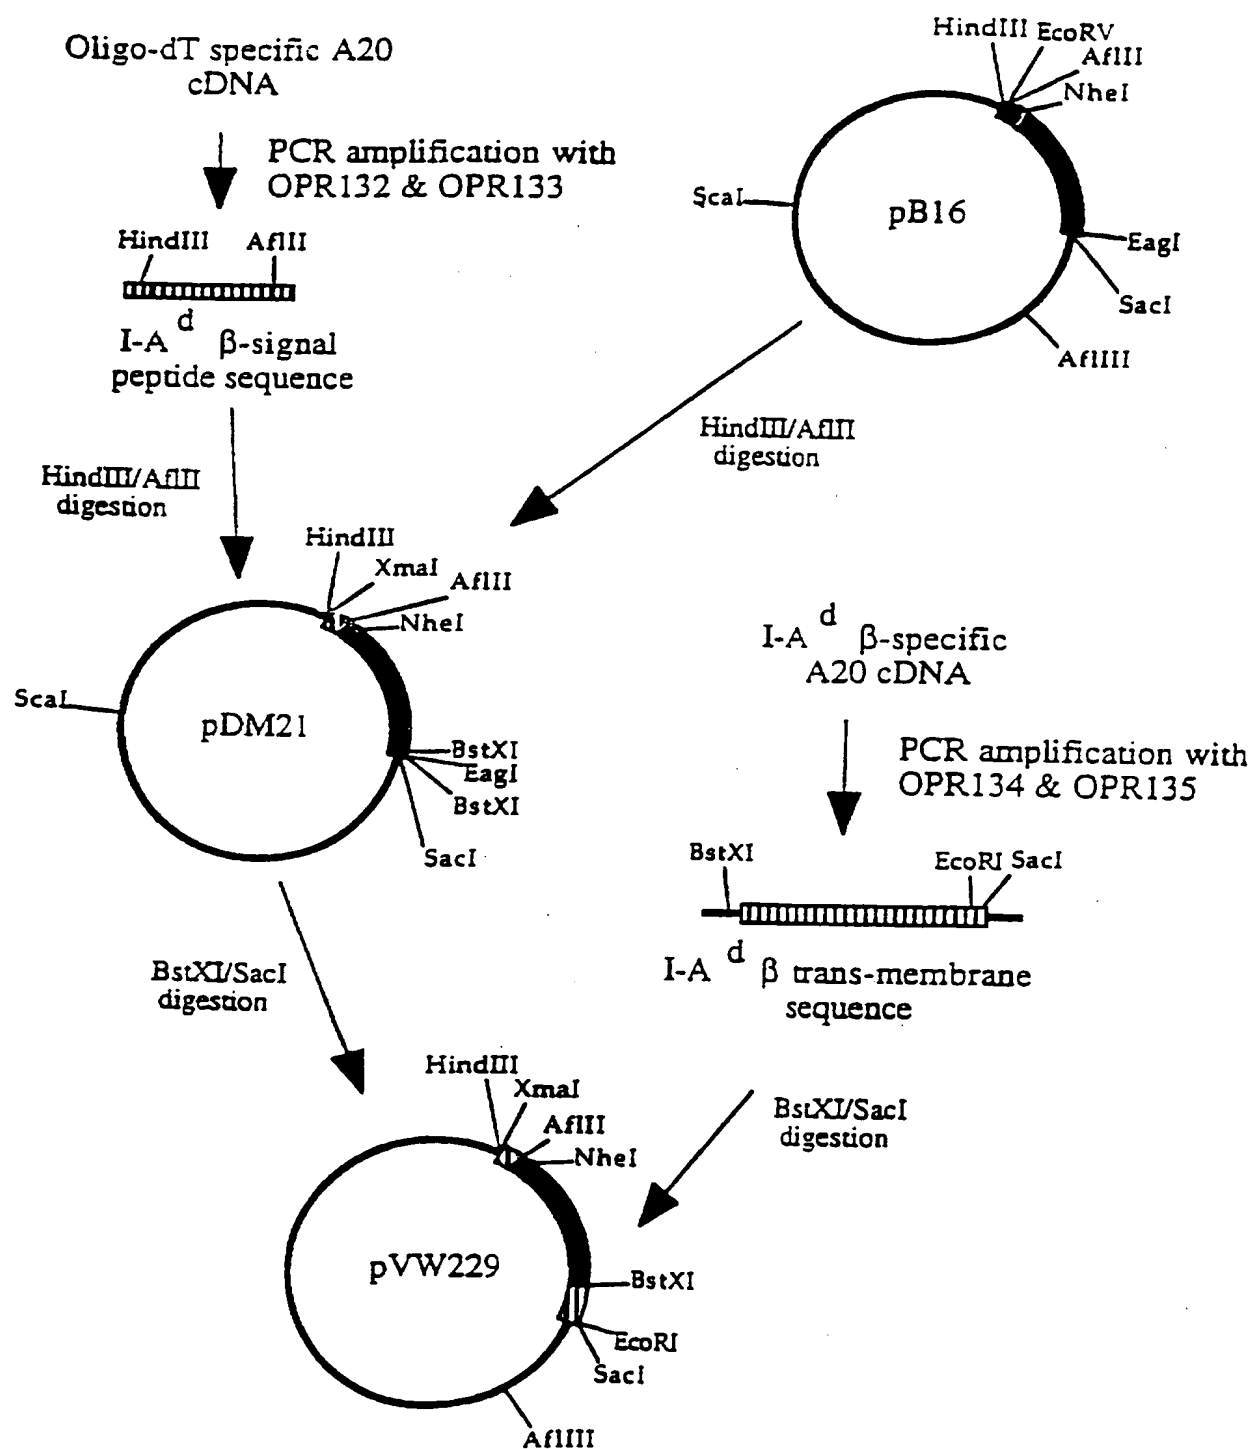 Oligo-dT specific A20
cDNA
PCR amplification with
OPR132 & OPR133
HindIII AflII
I-A d β-signal
peptide sequence
HindIII/AflII
digestion
HindIII EcoRV
AflII
NheI
ScaI
pB16
EagI
SacI
AflIII
HindIII/AflII
digestion
HindIII
XmaI
AflII
NheI
ScaI
pDM21
BstXI
EagI
BstXI
SacI
I-A d β-specific
A20 cDNA
PCR amplification with
OPR134 & OPR135
BstXI
EcoRI SacI
I-A d β trans-membrane
sequence
BstXI/SacI
digestion
BstXI/SacI
digestion
HindIII
XmaI
AflII
NheI
pVW229
BstXI
EcoRI
SacI
AflIII